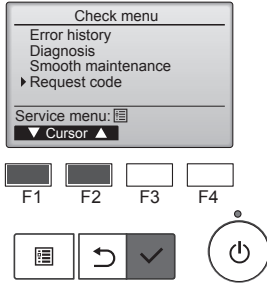 Check menu
Error history
Diagnosis
Smooth maintenance
Request code
Service menu:
▼ Cursor ▲
F1 F2 F3 F4